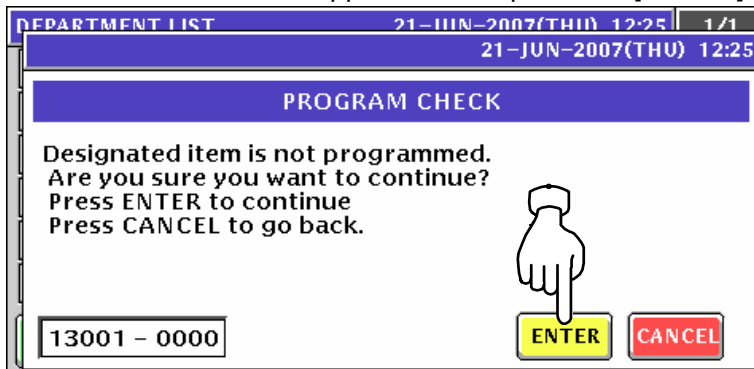 DEPARTMENT LIST 21-JUN-2007(THU) 12:25 1/1
21-JUN-2007(THU) 12:25
PROGRAM CHECK
Designated item is not programmed.
Are you sure you want to continue?
Press ENTER to continue
Press CANCEL to go back.
13001 - 0000 ENTER CANCEL